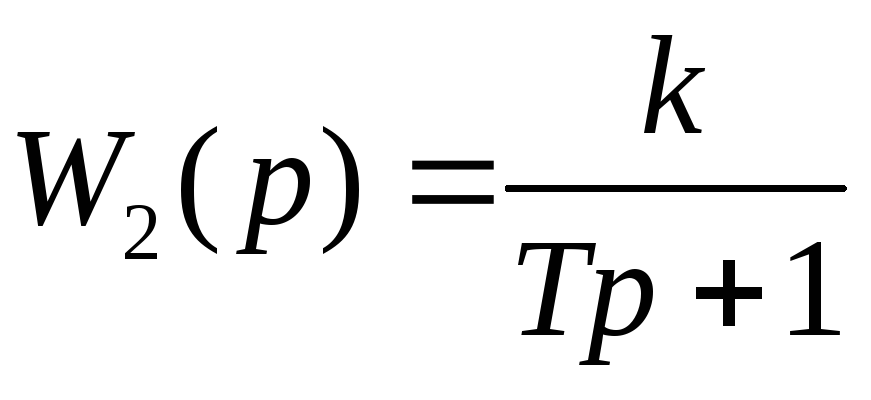 W₂(p) = k / (Tp + 1)